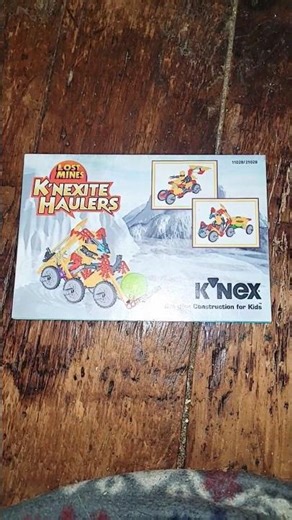 LOST
MINES
K'NEXITE
HAULERS
K'NEX
Construction for Kids